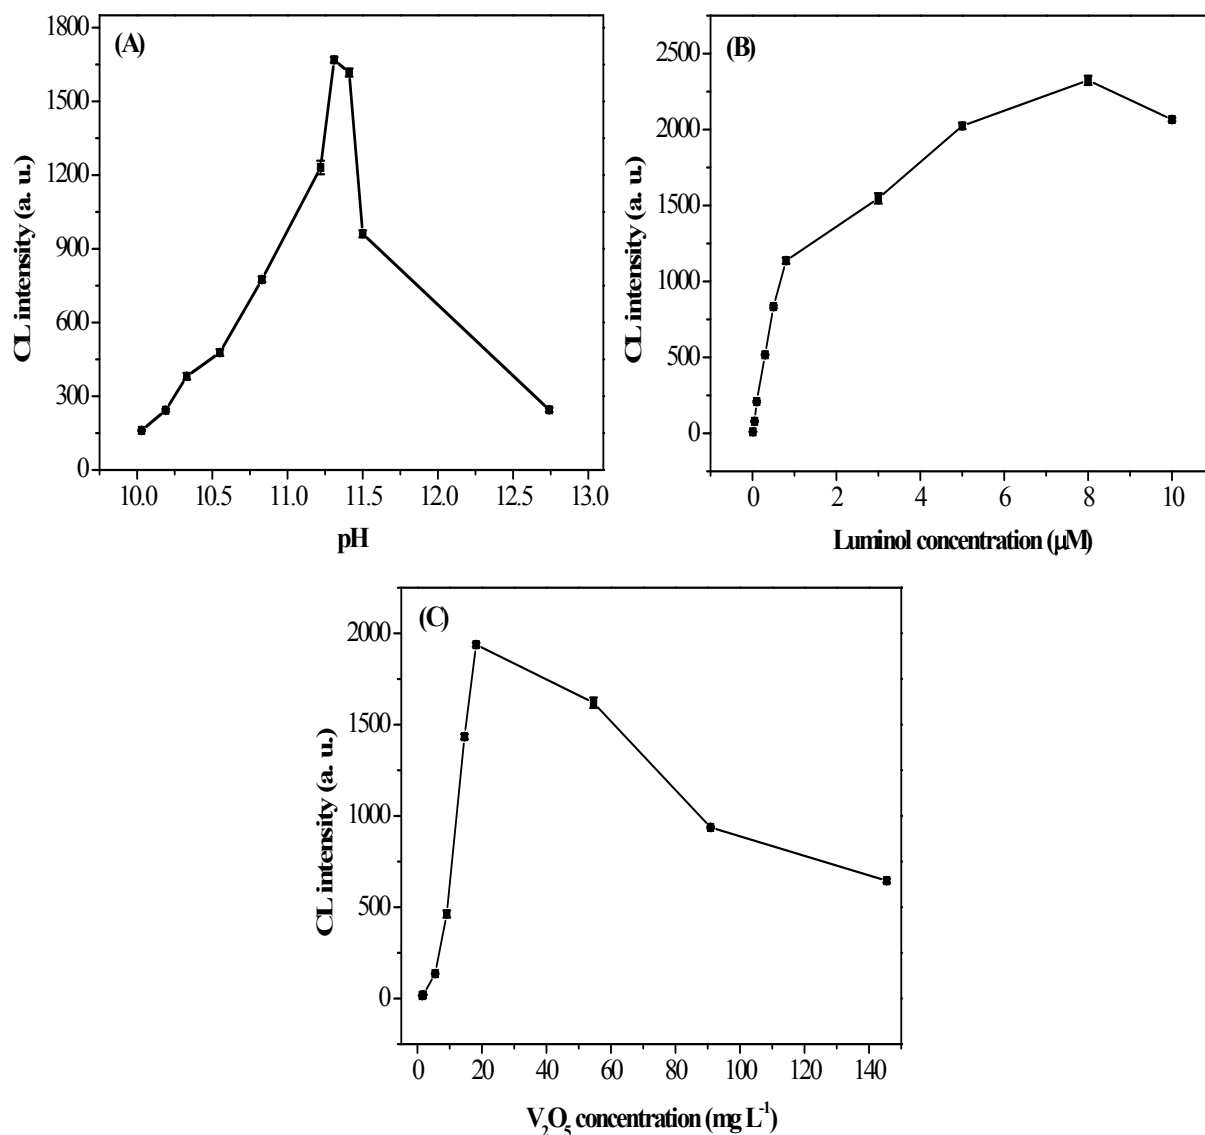 (A)
1800
1500
1200
900
600
300
0
CL intensity (a. u.)
10.0 10.5 11.0 11.5 12.0 12.5 13.0
pH
(B)
2500
2000
1500
1000
500
0
CL intensity (a. u.)
0 2 4 6 8 10
Luminol concentration (μM)
(C)
2000
1500
1000
500
0
CL intensity (a. u.)
0 20 40 60 80 100 120 140
V₂O₅ concentration (mg L⁻¹)